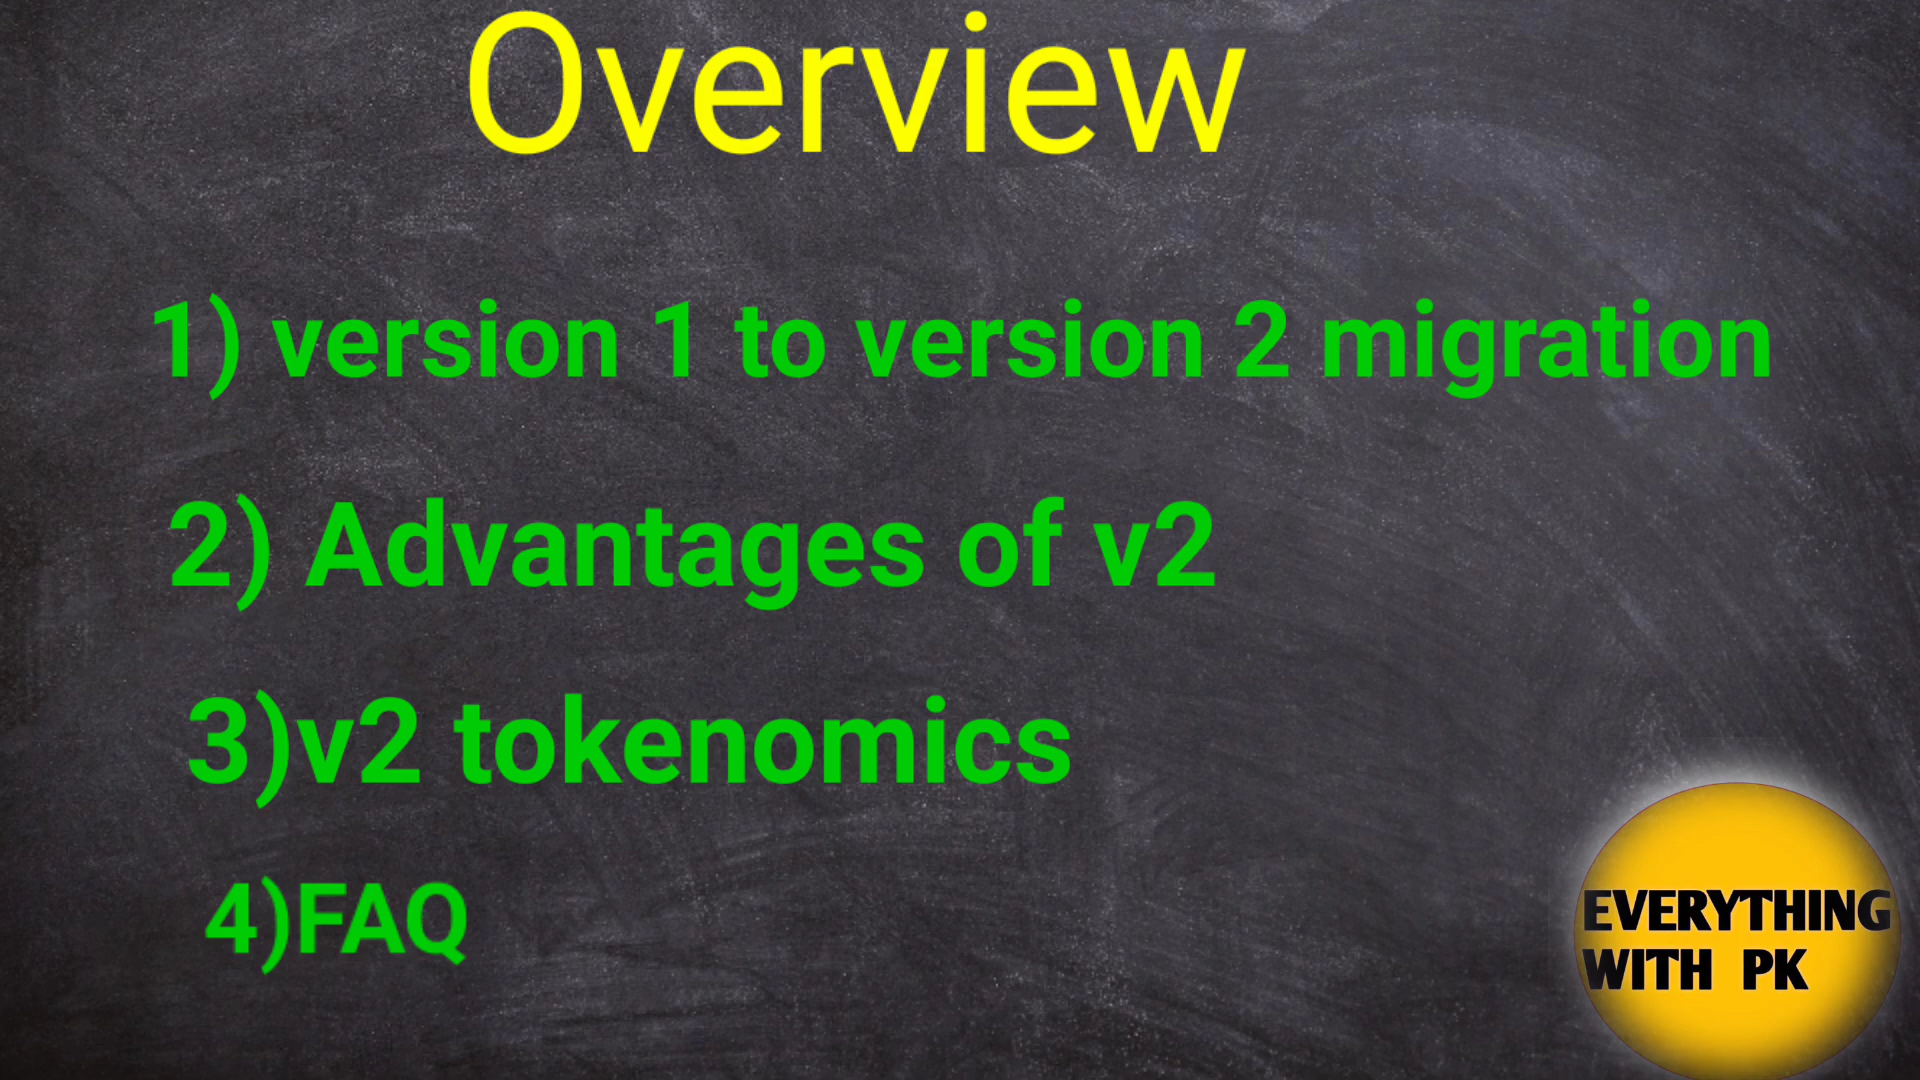 Overview
1) version 1 to version 2 migration
2) Advantages of v2
3)v2 tokenomics
4)FAQ
EVERYTHING
WITH PK